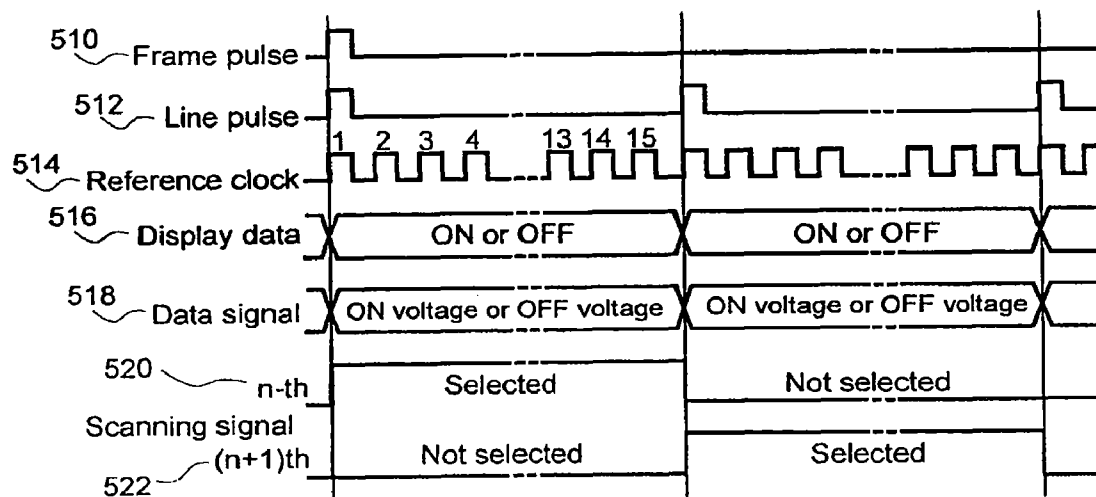 510 Frame pulse
512 Line pulse
1 2 3 4 13 14 15
514 Reference clock
516 Display data ON or OFF ON or OFF
518 Data signal ON voltage or OFF voltage ON voltage or OFF voltage
520 n-th Selected Not selected
Scanning signal
(n+1)th Not selected Selected
522